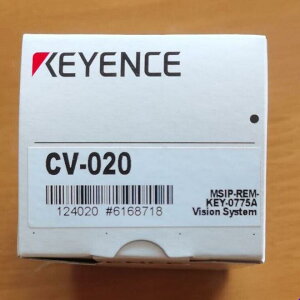 KEYENCE
CV-020
124020 #6168718
MSIP-REM-
KEY-0775A
Vision System